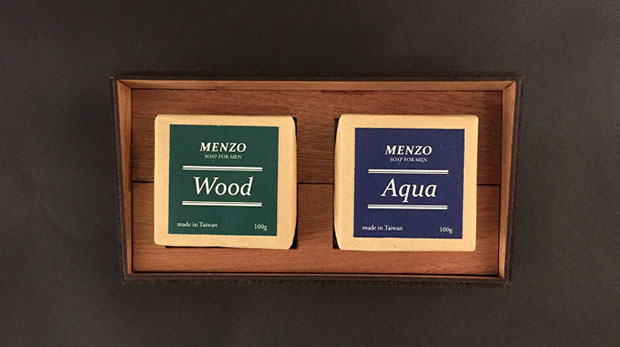 MENZO
SOAP FOR MEN
Wood
made in Taiwan 100g
MENZO
SOAP FOR MEN
Aqua
made in Taiwan 100g